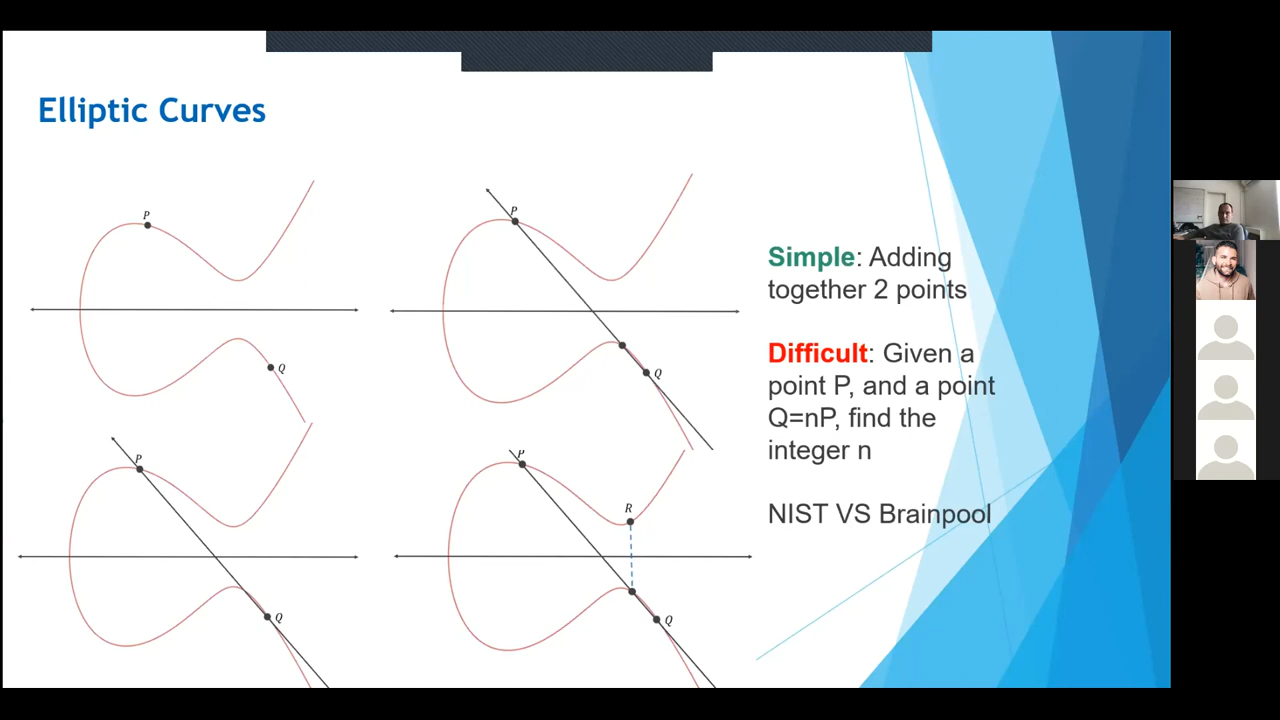 Elliptic Curves
P
Q
P
Q
P
Q
P
R
Q
Simple: Adding
together 2 points
Difficult: Given a
point P, and a point
Q=nP, find the
integer n
NIST VS Brainpool